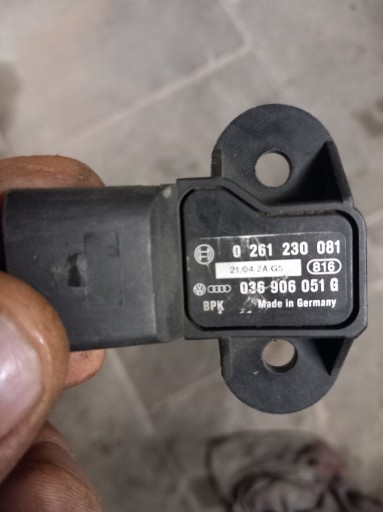 0 261 230 081
21/04 2A G5 816
036 906 051 G
BPK Made in Germany